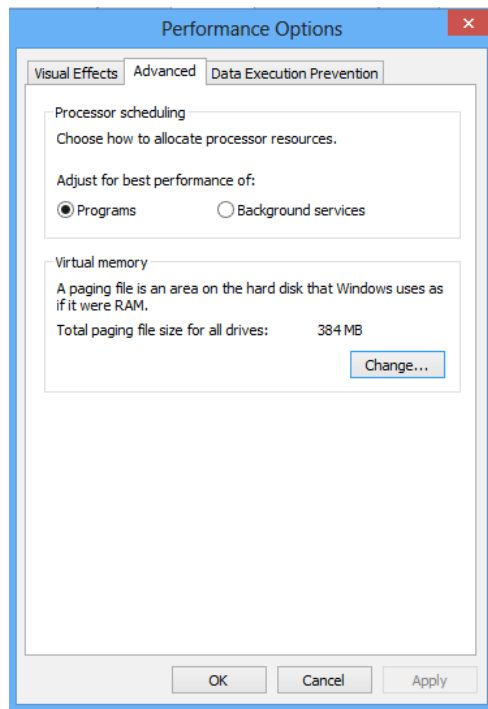 Performance Options
Visual Effects Advanced Data Execution Prevention
Processor scheduling
Choose how to allocate processor resources.
Adjust for best performance of:
Programs Background services
Virtual memory
A paging file is an area on the hard disk that Windows uses as
if it were RAM.
Total paging file size for all drives: 384 MB
Change...
OK Cancel Apply